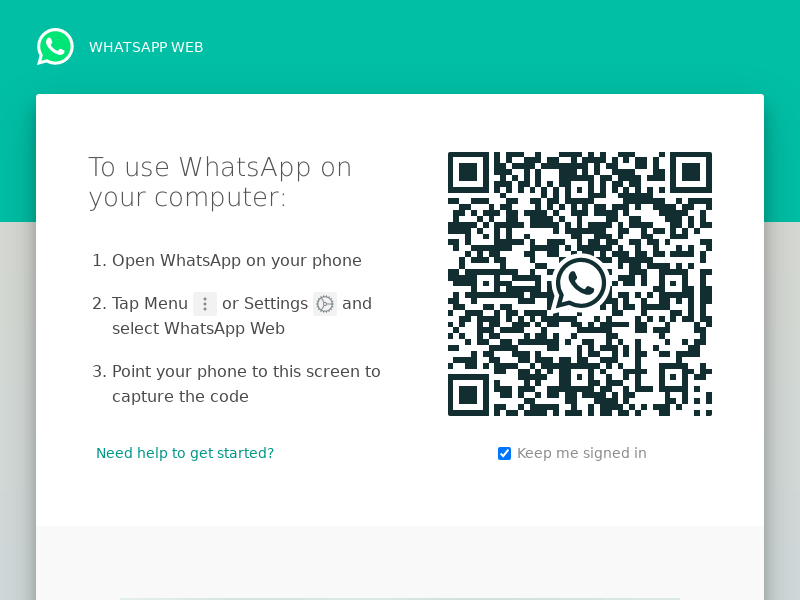 WHATSAPP WEB
To use WhatsApp on
your computer:
1. Open WhatsApp on your phone
2. Tap Menu or Settings and
select WhatsApp Web
3. Point your phone to this screen to
capture the code
Need help to get started?
Keep me signed in